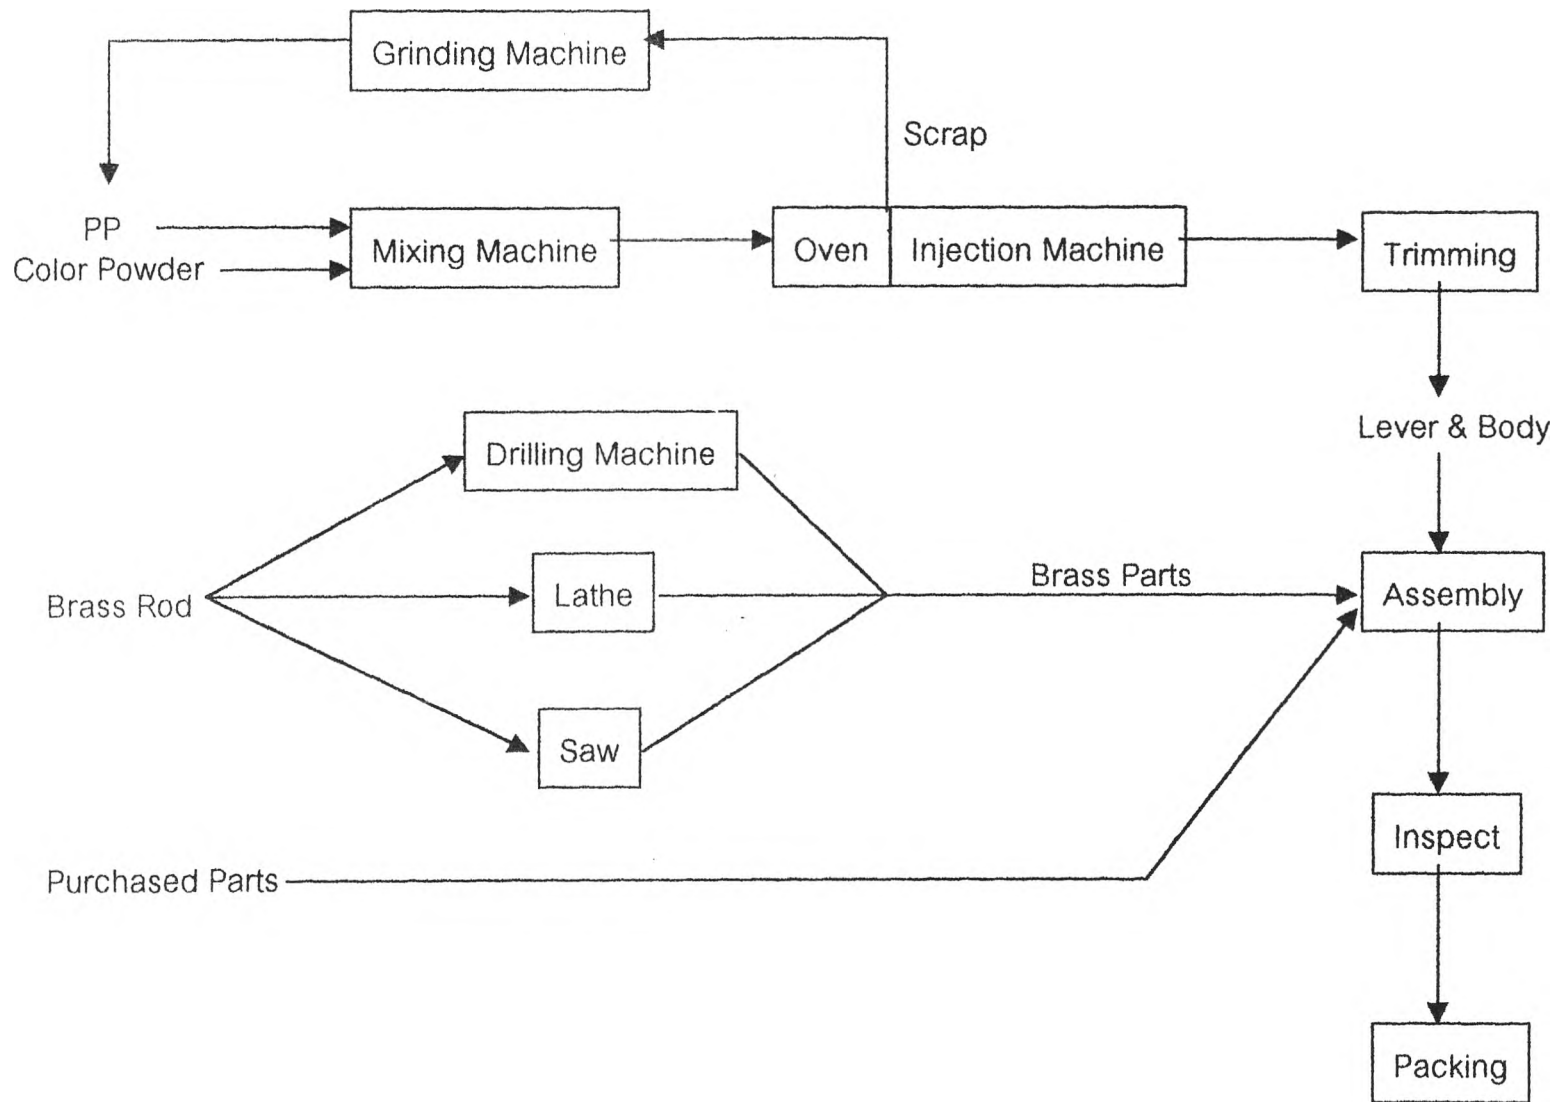 Grinding Machine
Scrap
PP
Color Powder
Mixing Machine
Oven
Injection Machine
Trimming
Lever & Body
Drilling Machine
Brass Rod
Lathe
Brass Parts
Assembly
Saw
Inspect
Purchased Parts
Packing